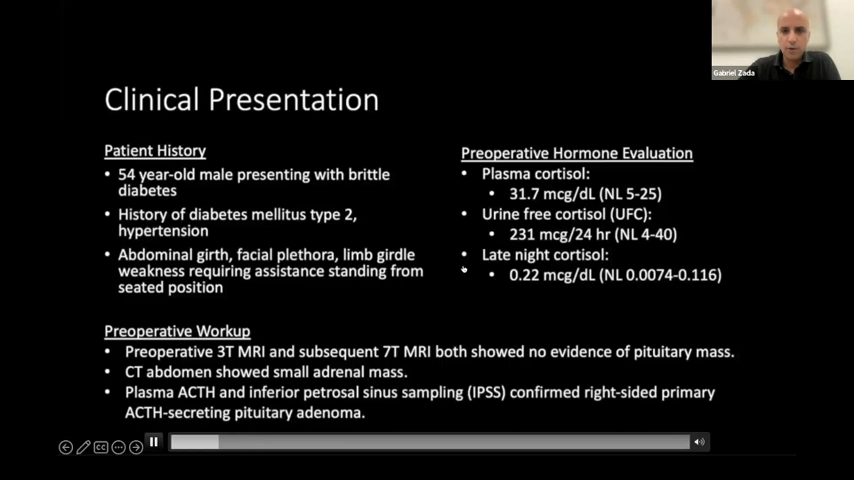 Gabriel Zada
Clinical Presentation
Patient History
• 54 year-old male presenting with brittle
diabetes
• History of diabetes mellitus type 2,
hypertension
• Abdominal girth, facial plethora, limb girdle
weakness requiring assistance standing from
seated position
Preoperative Hormone Evaluation
• Plasma cortisol:
• 31.7 mcg/dL (NL 5-25)
• Urine free cortisol (UFC):
• 231 mcg/24 hr (NL 4-40)
• Late night cortisol:
• 0.22 mcg/dL (NL 0.0074-0.116)
Preoperative Workup
• Preoperative 3T MRI and subsequent 7T MRI both showed no evidence of pituitary mass.
• CT abdomen showed small adrenal mass.
• Plasma ACTH and inferior petrosal sinus sampling (IPSS) confirmed right-sided primary
ACTH-secreting pituitary adenoma.
CC